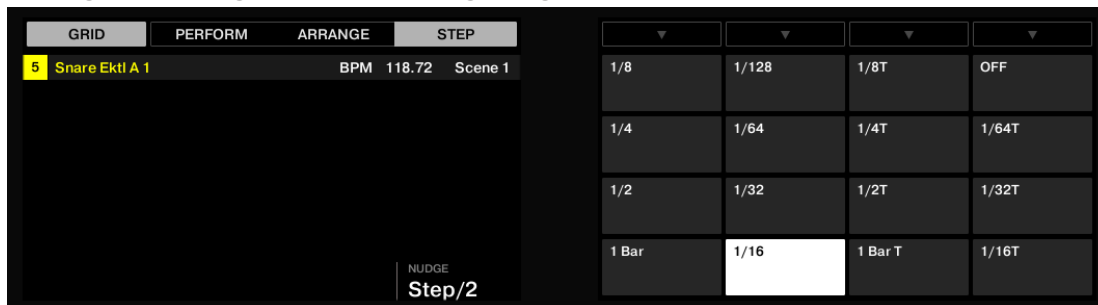 GRID PERFORM ARRANGE STEP
5 Snare Ektl A 1 BPM 118.72 Scene 1
NUDGE
Step/2
1/8 1/128 1/8T OFF
1/4 1/64 1/4T 1/64T
1/2 1/32 1/2T 1/32T
1 Bar 1/16 1 Bar T 1/16T